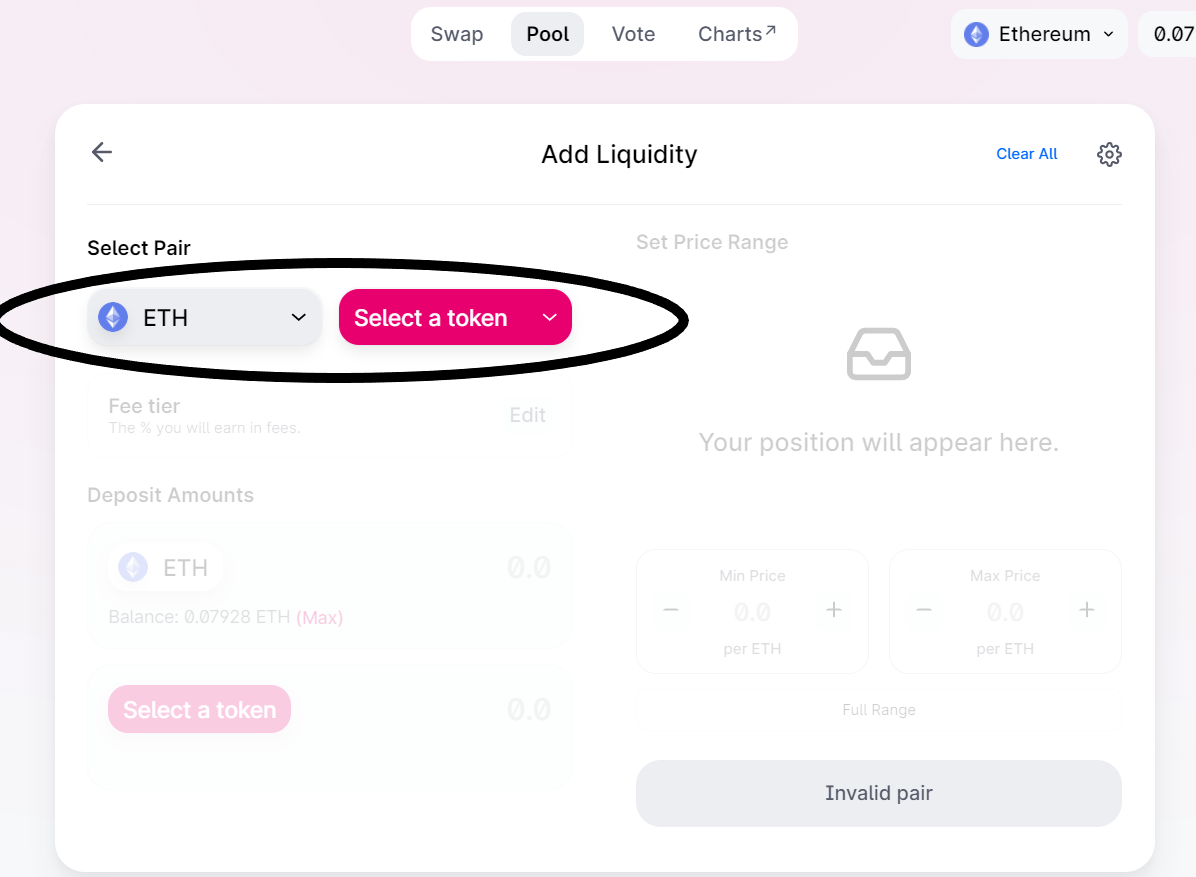 Swap Pool Vote Charts↗ Ethereum 0.07
Add Liquidity Clear All
Select Pair
ETH Select a token
Fee tier
The % you will earn in fees.
Edit
Deposit Amounts
ETH 0.0
Balance: 0.07928 ETH (Max)
Select a token 0.0
Set Price Range
Your position will appear here.
Min Price
− 0.0 +
per ETH
Max Price
− 0.0 +
per ETH
Full Range
Invalid pair